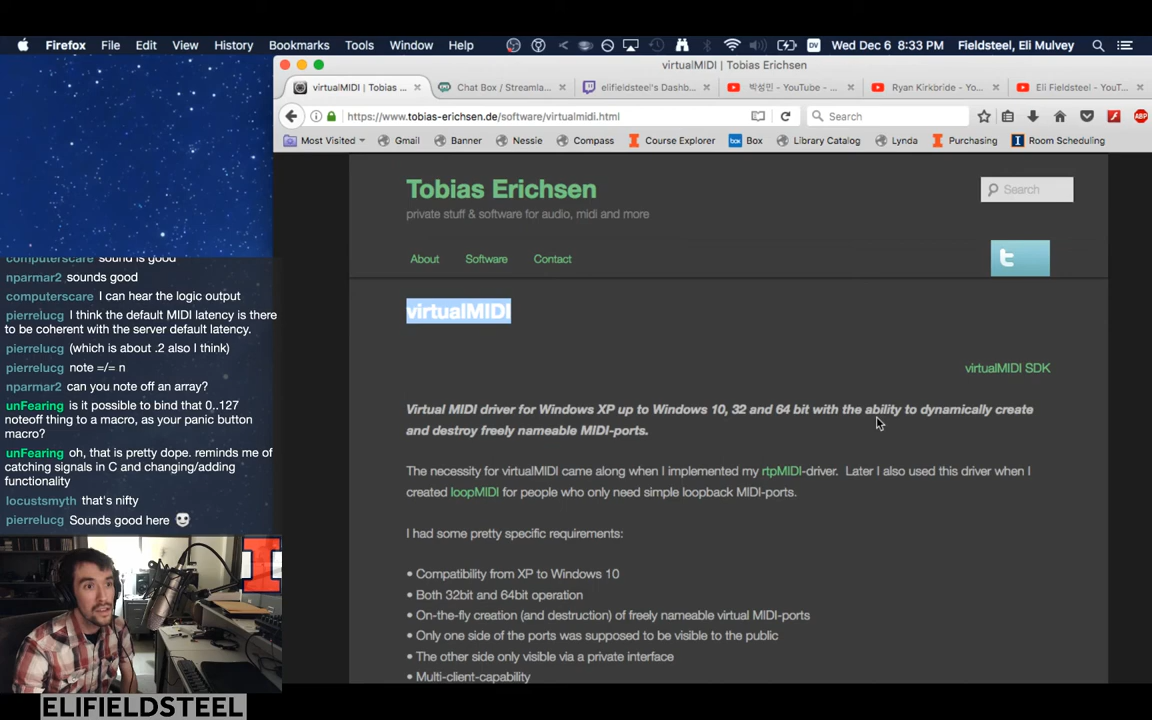 Firefox File Edit View History Bookmarks Tools Window Help DV Wed Dec 6 8:33 PM Fieldsteel, Eli Mulvey
virtualMIDI | Tobias Erichsen
virtualMIDI | Tobias ... Chat Box / Streamla... elifieldsteel's Dashb... 박성민 - YouTube - ... Ryan Kirkbride - Yo... Eli Fieldsteel - YouT...
https://www.tobias-erichsen.de/software/virtualmidi.html Search ABP
Most Visited Gmail Banner Nessie Compass Course Explorer box Box Library Catalog Lynda Purchasing Room Scheduling
Tobias Erichsen
private stuff & software for audio, midi and more
Search
About Software Contact
virtualMIDI
virtualMIDI SDK
Virtual MIDI driver for Windows XP up to Windows 10, 32 and 64 bit with the ability to dynamically create
and destroy freely nameable MIDI-ports.
The necessity for virtualMIDI came along when I implemented my rtpMIDI-driver. Later I also used this driver when I
created loopMIDI for people who only need simple loopback MIDI-ports.
I had some pretty specific requirements:
• Compatibility from XP to Windows 10
• Both 32bit and 64bit operation
• On-the-fly creation (and destruction) of freely nameable virtual MIDI-ports
• Only one side of the ports was supposed to be visible to the public
• The other side only visible via a private interface
• Multi-client-capability
computerscare sound is good
nparmar2 sounds good
computerscare I can hear the logic output
pierrelucg I think the default MIDI latency is there
to be coherent with the server default latency.
pierrelucg (which is about .2 also I think)
pierrelucg note =/= n
nparmar2 can you note off an array?
unFearing is it possible to bind that 0..127
noteoff thing to a macro, as your panic button
macro?
unFearing oh, that is pretty dope. reminds me of
catching signals in C and changing/adding
functionality
locustsmyth that's nifty
pierrelucg Sounds good here
ELIFIELDSTEEL